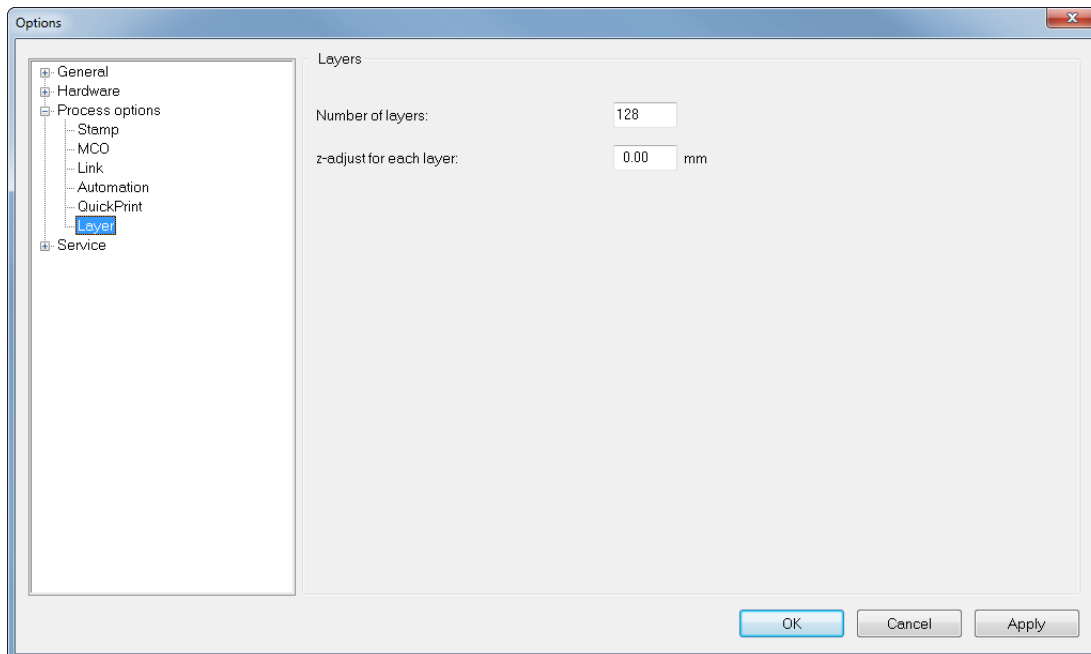 Options
x
General
Hardware
Process options
Stamp
MCO
Link
Automation
QuickPrint
Layer
Service
Layers
Number of layers: 128
z-adjust for each layer: 0.00 mm
OK Cancel Apply